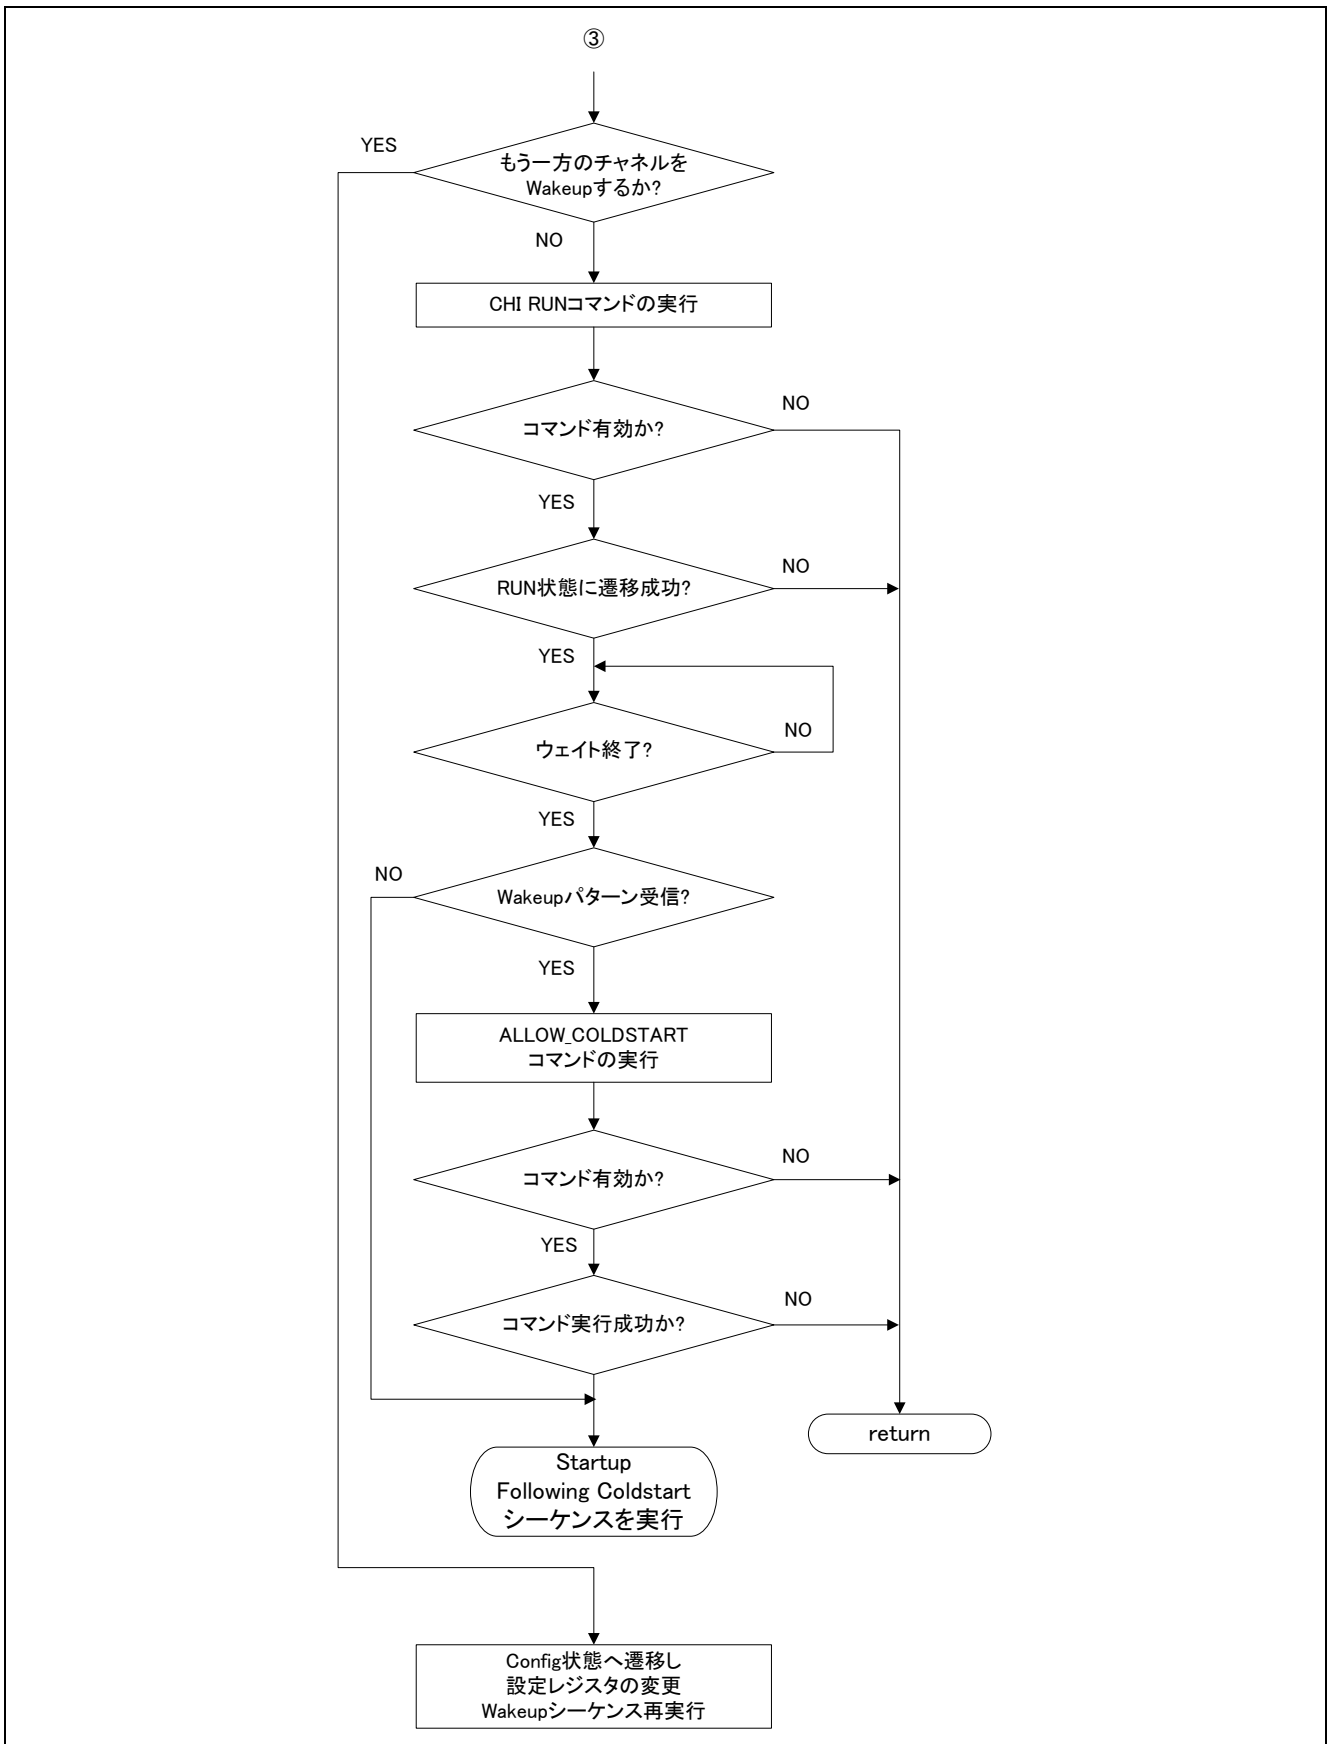 ③
YES
もう一方のチャネルを
Wakeupするか?
NO
CHI RUNコマンドの実行
NO
コマンド有効か?
YES
NO
RUN状態に遷移成功?
YES
NO
ウェイト終了?
YES
NO
Wakeupパターン受信?
YES
ALLOW_COLDSTART
コマンドの実行
NO
コマンド有効か?
YES
NO
コマンド実行成功か?
return
Startup
Following Coldstart
シーケンスを実行
Config状態へ遷移し
設定レジスタの変更
Wakeupシーケンス再実行